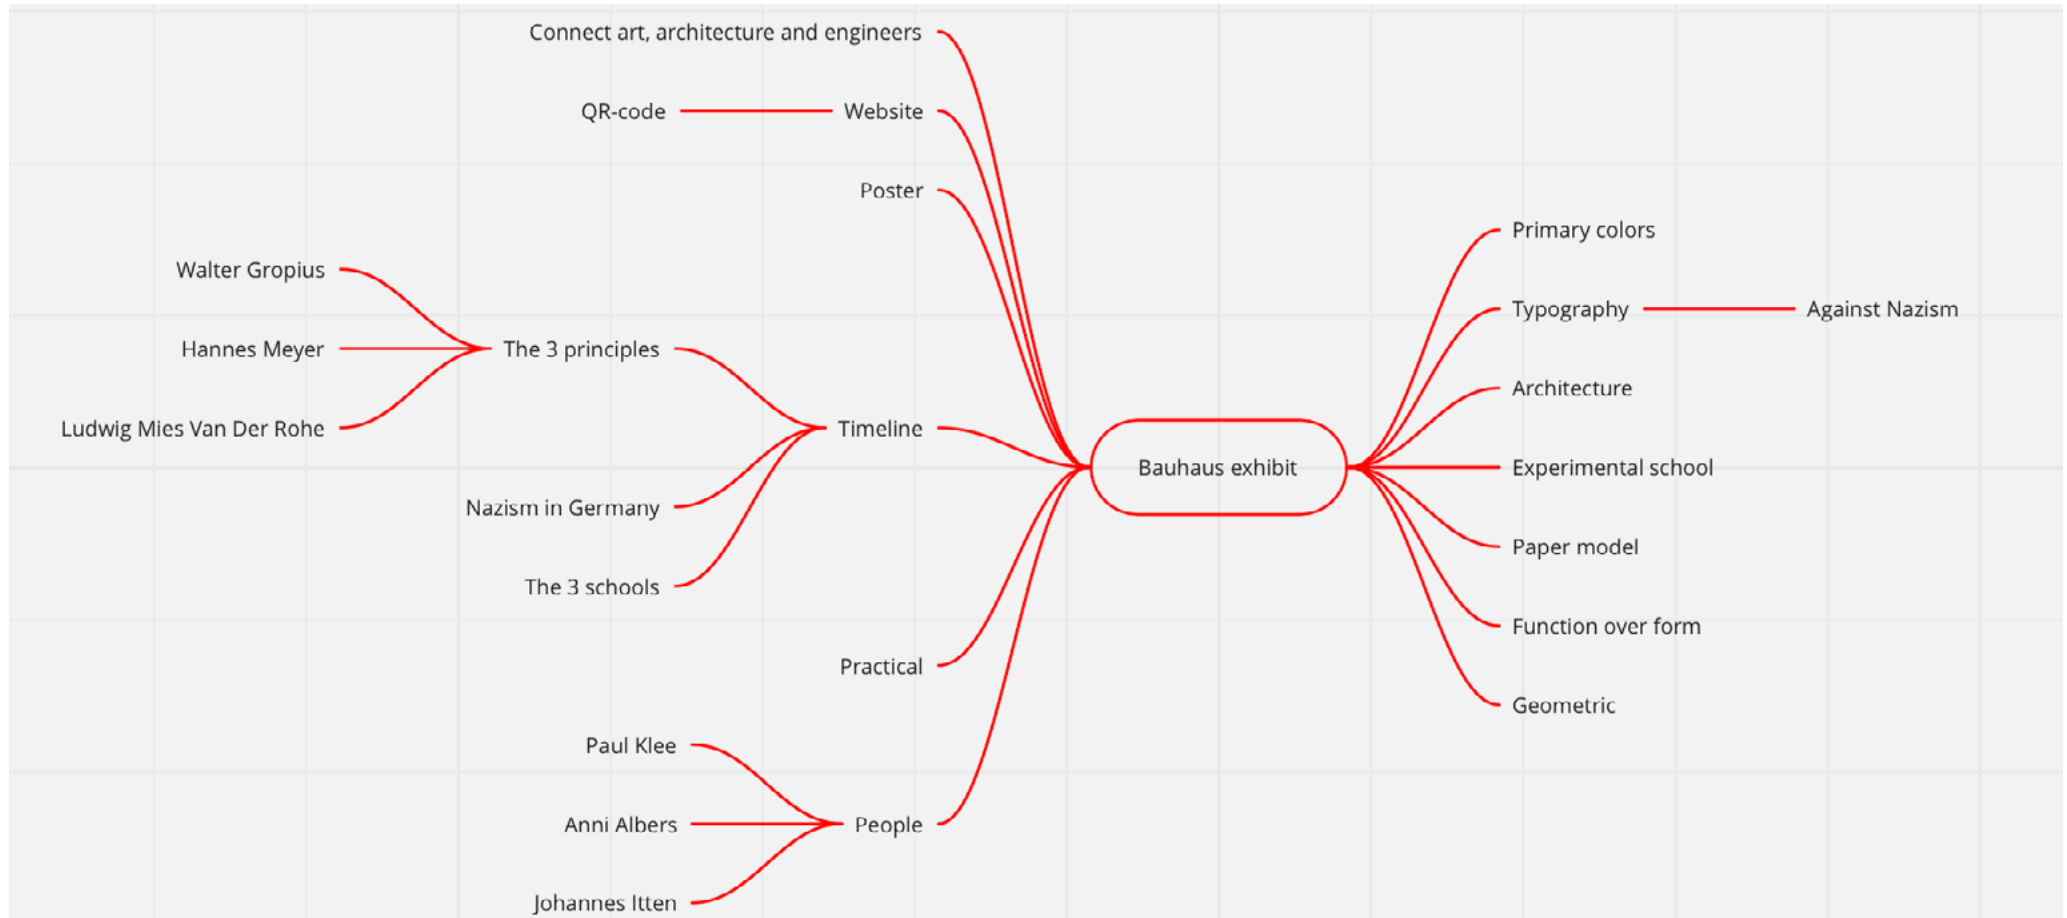 Connect art, architecture and engineers
QR-code
Website
Poster
Walter Gropius
Hannes Meyer
Ludwig Mies Van Der Rohe
The 3 principles
Timeline
Nazism in Germany
The 3 schools
Practical
Paul Klee
Anni Albers
Johannes Itten
People
Bauhaus exhibit
Primary colors
Typography
Against Nazism
Architecture
Experimental school
Paper model
Function over form
Geometric